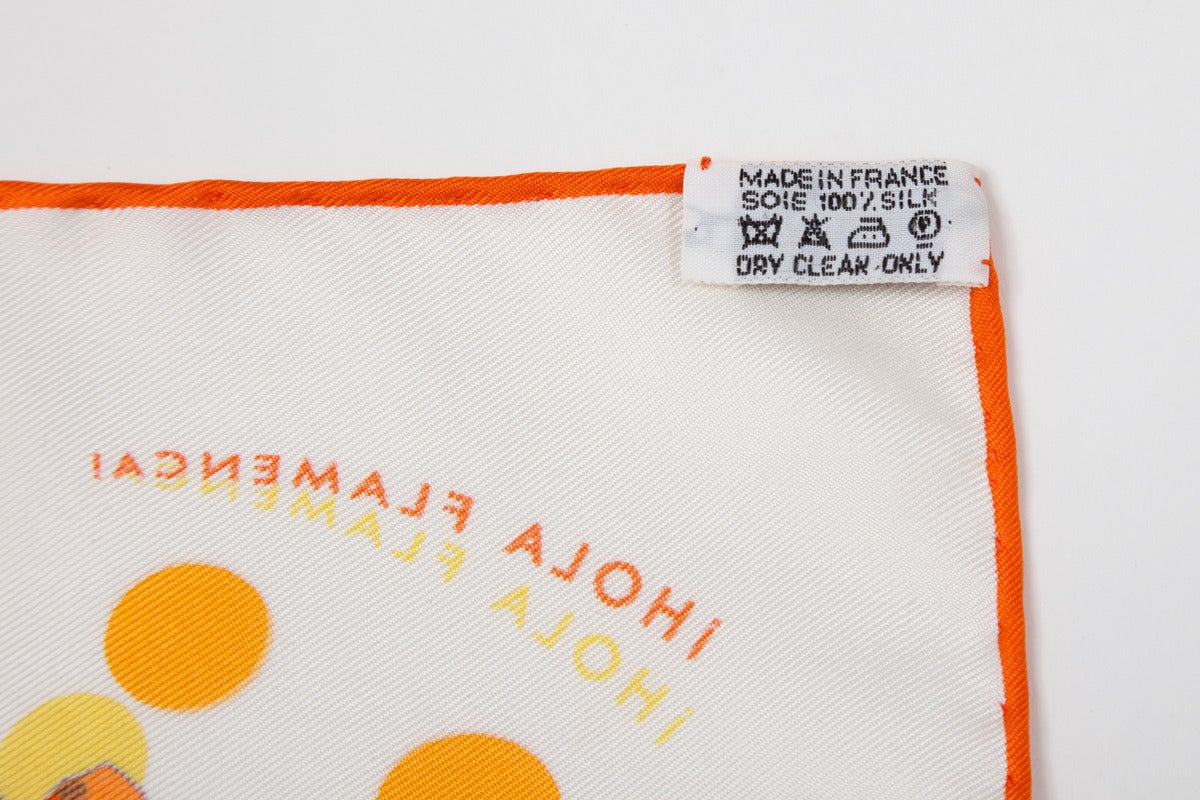 MADE IN FRANCE
SOIE 100% SILK
DRY CLEAN ONLY
¡HOLA FLAMENCA!
¡HOLA FLAMENCA!